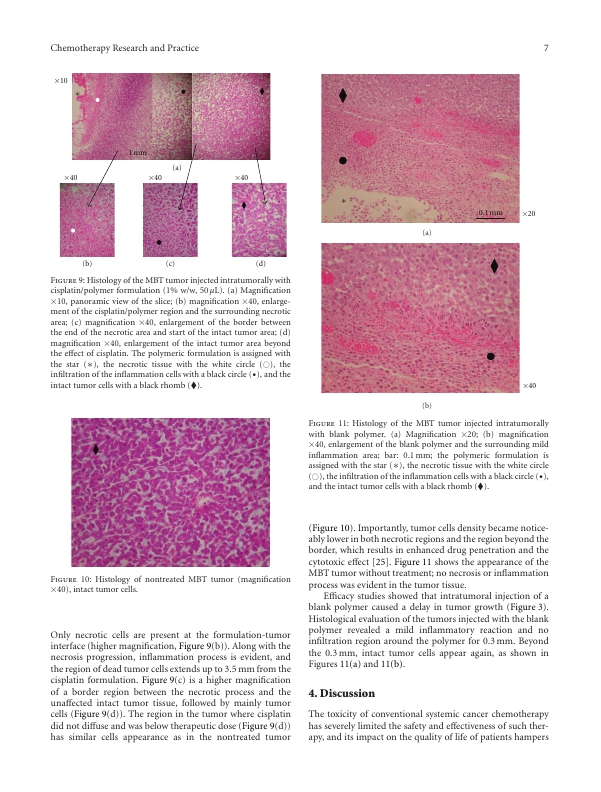 Chemotherapy Research and Practice
7
×10
*
1 mm
(a)
×40
×40
×40
(b)
(c)
(d)
Figure 9: Histology of the MBT tumor injected intratumorally with
cisplatin/polymer formulation (1% w/w, 50 μL). (a) Magnification
×10, panoramic view of the slice; (b) magnification ×40, enlarge-
ment of the cisplatin/polymer region and the surrounding necrotic
area; (c) magnification ×40, enlargement of the border between
the end of the necrotic area and start of the intact tumor area; (d)
magnification ×40, enlargement of the intact tumor area beyond
the effect of cisplatin. The polymeric formulation is assigned with
the star (∗), the necrotic tissue with the white circle (○), the
infiltration of the inflammation cells with a black circle (•), and the
intact tumor cells with a black rhomb (♦).
Figure 10: Histology of nontreated MBT tumor (magnification
×40), intact tumor cells.
Only necrotic cells are present at the formulation-tumor
interface (higher magnification, Figure 9(b)). Along with the
necrosis progression, inflammation process is evident, and
the region of dead tumor cells extends up to 3.5 mm from the
cisplatin formulation. Figure 9(c) is a higher magnification
of a border region between the necrotic process and the
unaffected intact tumor tissue, followed by mainly tumor
cells (Figure 9(d)). The region in the tumor where cisplatin
did not diffuse and was below therapeutic dose (Figure 9(d))
has similar cells appearance as in the nontreated tumor
*
0.1 mm
×20
(a)
×40
(b)
Figure 11: Histology of the MBT tumor injected intratumorally
with blank polymer. (a) Magnification ×20; (b) magnification
×40, enlargement of the blank polymer and the surrounding mild
inflammation area; bar: 0.1 mm; the polymeric formulation is
assigned with the star (∗), the necrotic tissue with the white circle
(○), the infiltration of the inflammation cells with a black circle (•),
and the intact tumor cells with a black rhomb (♦).
(Figure 10). Importantly, tumor cells density became notice-
ably lower in both necrotic regions and the region beyond the
border, which results in enhanced drug penetration and the
cytotoxic effect [25]. Figure 11 shows the appearance of the
MBT tumor without treatment; no necrosis or inflammation
process was evident in the tumor tissue.
Efficacy studies showed that intratumoral injection of a
blank polymer caused a delay in tumor growth (Figure 3).
Histological evaluation of the tumors injected with the blank
polymer revealed a mild inflammatory reaction and no
infiltration region around the polymer for 0.3 mm. Beyond
the 0.3 mm, intact tumor cells appear again, as shown in
Figures 11(a) and 11(b).
4. Discussion
The toxicity of conventional systemic cancer chemotherapy
has severely limited the safety and effectiveness of such ther-
apy, and its impact on the quality of life of patients hampers